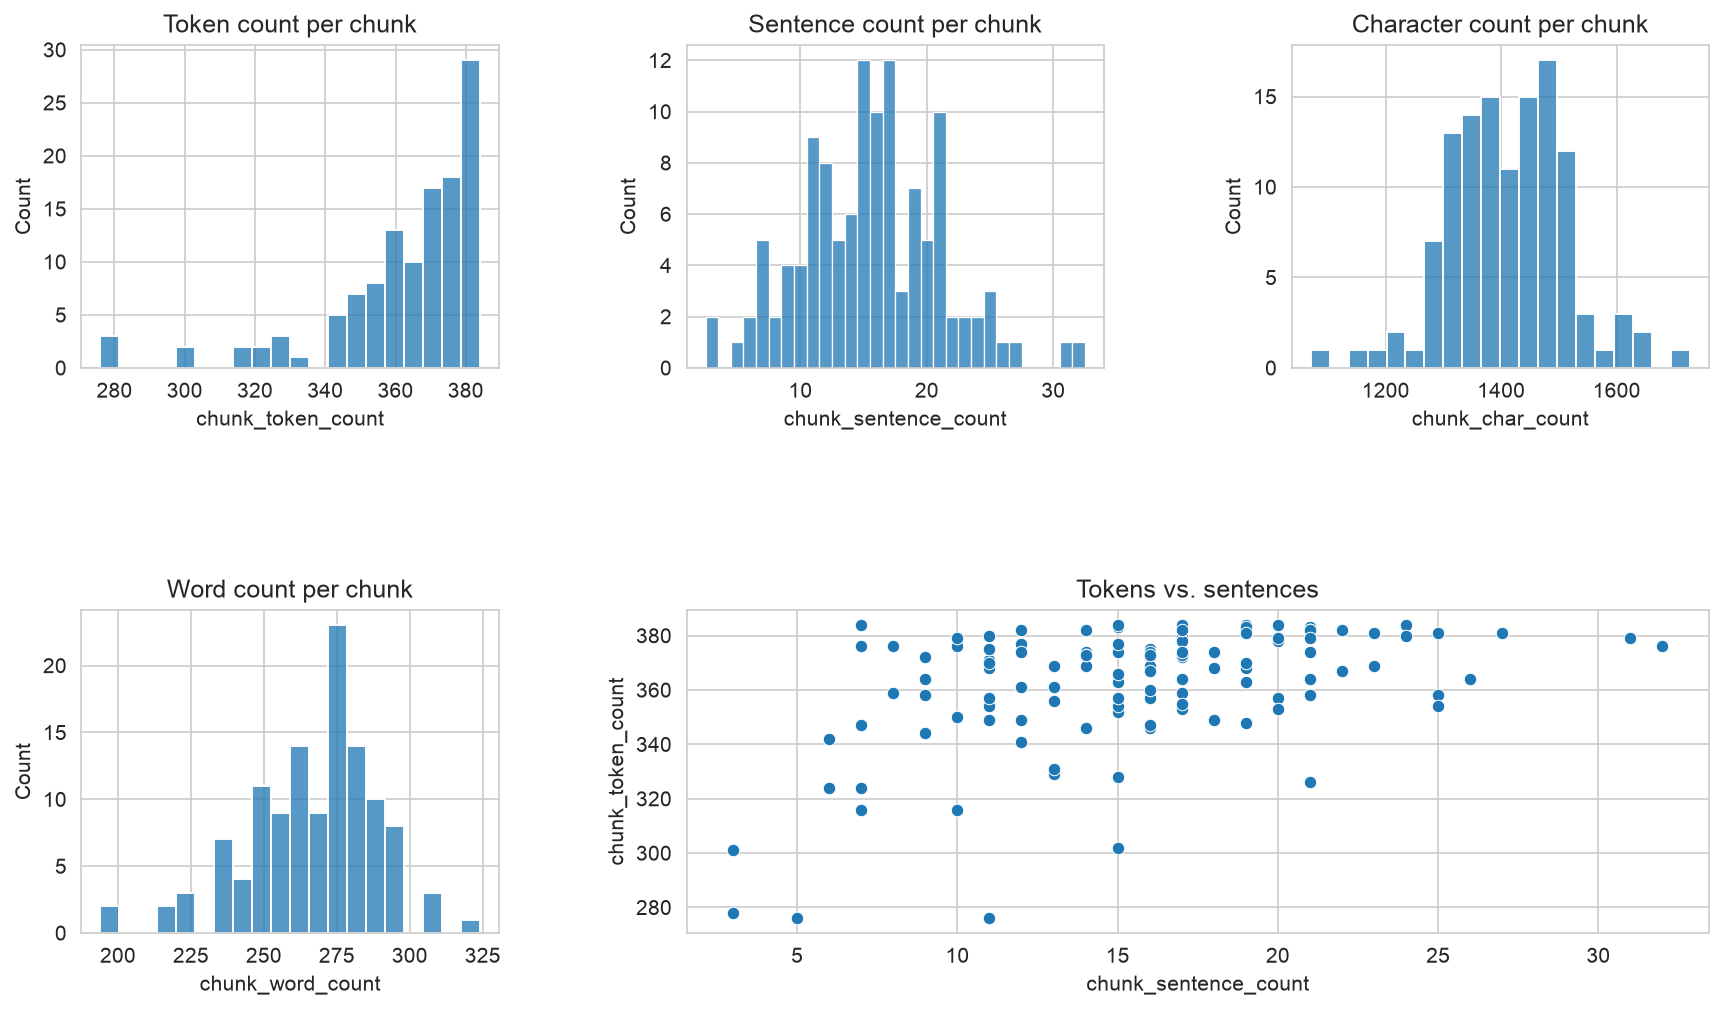 Token count per chunk
30
25
20
15
10
5
0
Count
280 300 320 340 360 380
chunk_token_count
Sentence count per chunk
12
10
8
6
4
2
0
Count
10 20 30
chunk_sentence_count
Character count per chunk
15
10
5
0
Count
1200 1400 1600
chunk_char_count
Word count per chunk
20
15
10
5
0
Count
200 225 250 275 300 325
chunk_word_count
Tokens vs. sentences
380
360
340
320
300
280
chunk_token_count
5 10 15 20 25 30
chunk_sentence_count